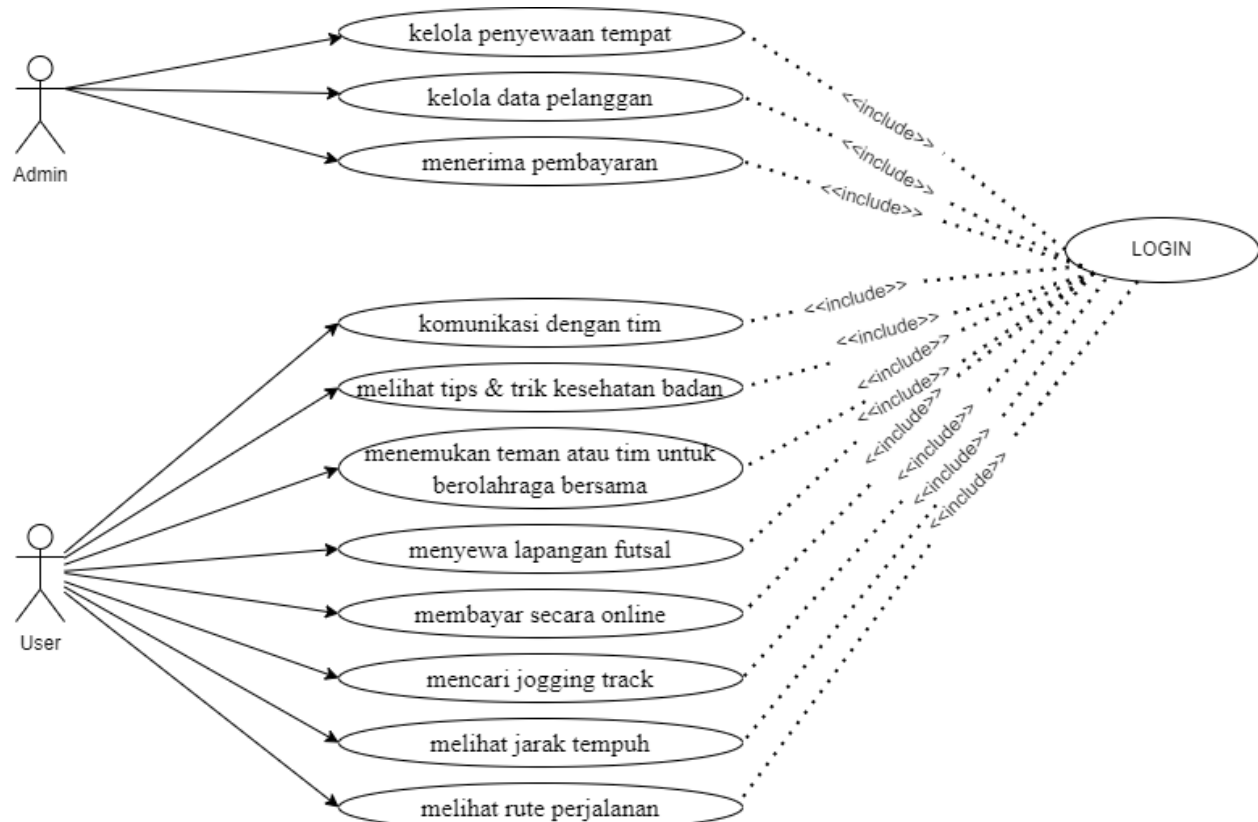 kelola penyewaan tempat
kelola data pelanggan
menerima pembayaran
Admin
<<include>>
<<include>>
<<include>>
LOGIN
komunikasi dengan tim
melihat tips & trik kesehatan badan
menemukan teman atau tim untuk
berolahraga bersama
menyewa lapangan futsal
membayar secara online
mencari jogging track
melihat jarak tempuh
melihat rute perjalanan
User
<<include>>
<<include>>
<<include>>
<<include>>
<<include>>
<<include>>
<<include>>
<<include>>